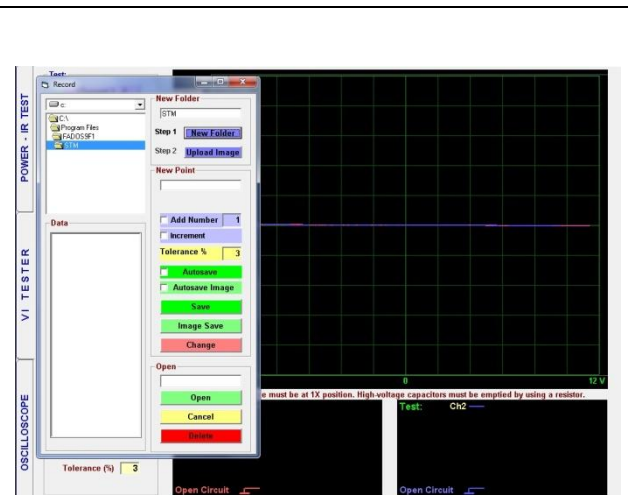 Test:
Record
POWER - IR TEST
VI TESTER
OSCILLOSCOPE
c:
C:\
Program Files
FADOS9F1
STM
Data
New Folder
STM
Step 1 New Folder
Step 2 Upload Image
New Point
Add Number 1
Increment
Tolerance % 3
Autosave
Autosave Image
Save
Image Save
Change
Open
Open
Cancel
Delete
Tolerance (%) 3
0 12 V
e must be at 1X position. High-voltage capacitors must be emptied by using a resistor.
Open Circuit
Test: Ch2
Open Circuit